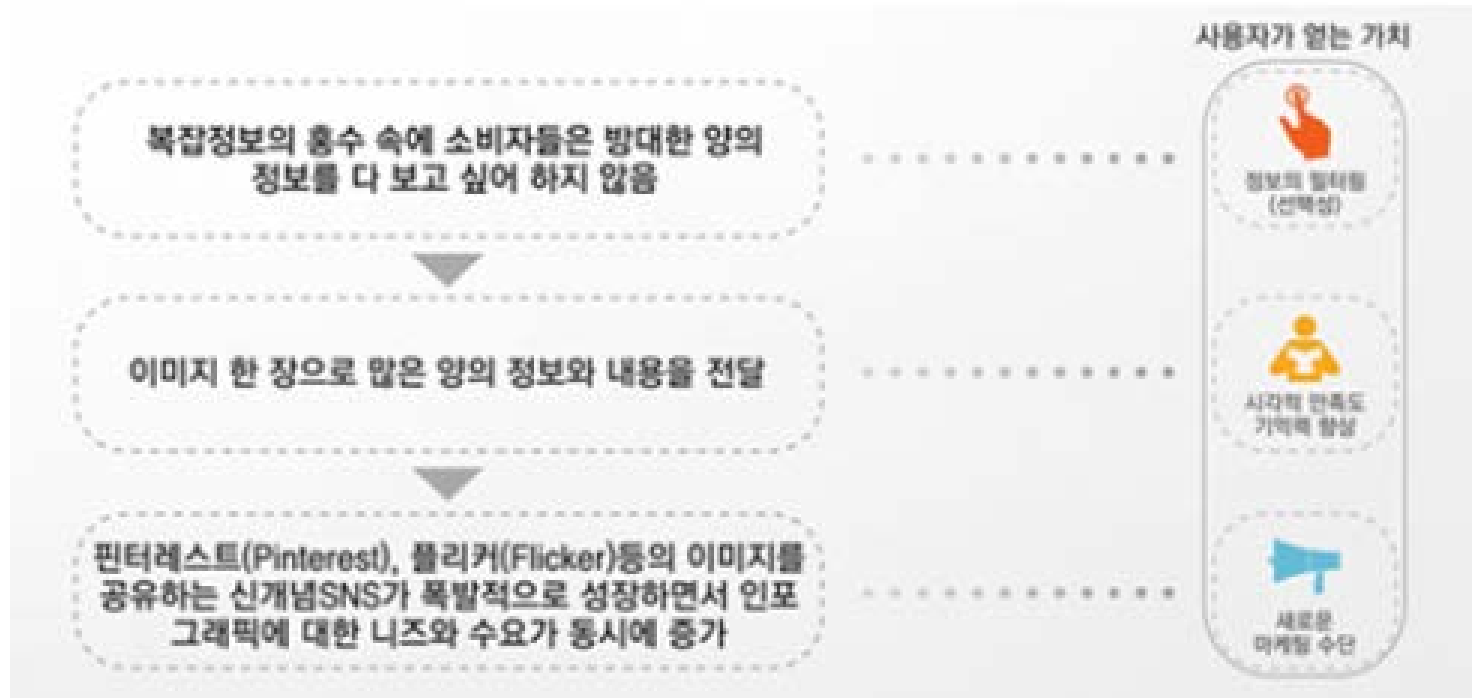 사용자가 얻는 가치
복잡정보의 홍수 속에 소비자들은 방대한 양의
정보를 다 보고 싶어 하지 않음
정보의 필터링
(선택성)
이미지 한 장으로 많은 양의 정보와 내용을 전달
시각적 만족도
기억력 향상
핀터레스트(Pinterest), 플리커(Flicker)등의 이미지를
공유하는 신개념SNS가 폭발적으로 성장하면서 인포
그래픽에 대한 니즈와 수요가 동시에 증가
새로운
마케팅 수단